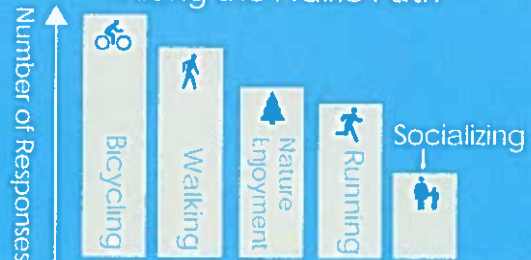 Number of Responses
Bicycling
Walking
Nature
Enjoyment
Running
Socializing